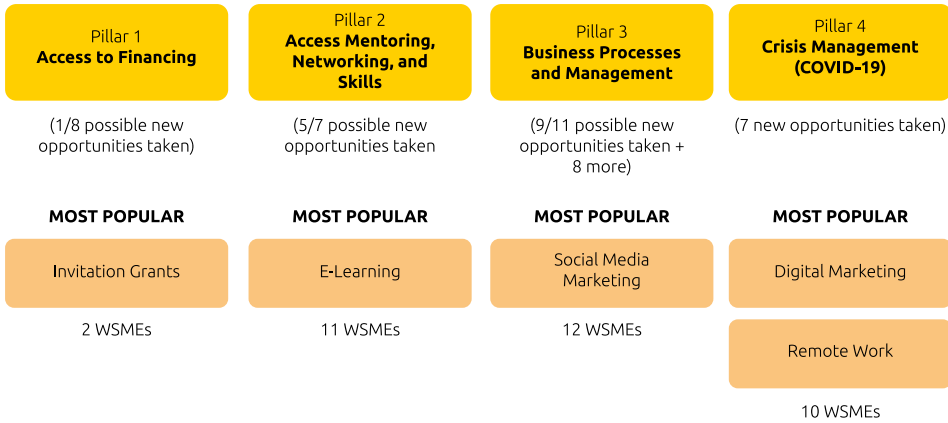 Pillar 1
Access to Financing
(1/8 possible new
opportunities taken)
MOST POPULAR
Invitation Grants
2 WSMEs
Pillar 2
Access Mentoring,
Networking, and
Skills
(5/7 possible new
opportunities taken
MOST POPULAR
E-Learning
11 WSMEs
Pillar 3
Business Processes
and Management
(9/11 possible new
opportunities taken +
8 more)
MOST POPULAR
Social Media
Marketing
12 WSMEs
Pillar 4
Crisis Management
(COVID-19)
(7 new opportunities taken)
MOST POPULAR
Digital Marketing
Remote Work
10 WSMEs